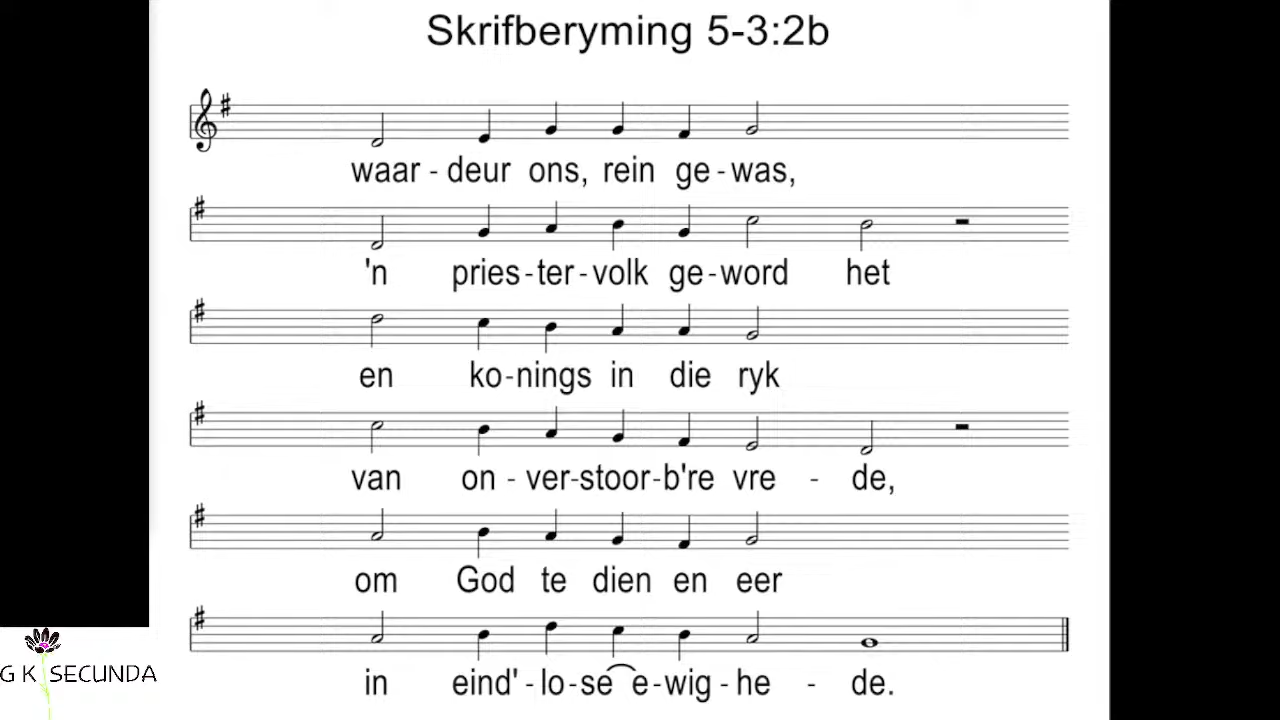 Skrifberyming 5-3:2b
waar - deur ons, rein ge - was,
'n pries - ter - volk ge - word het
en ko - nings in die ryk
van on - ver - stoor - b're vre - de,
om God te dien en eer
in eind' - lo - se e - wig - he - de.
G K SECUNDA